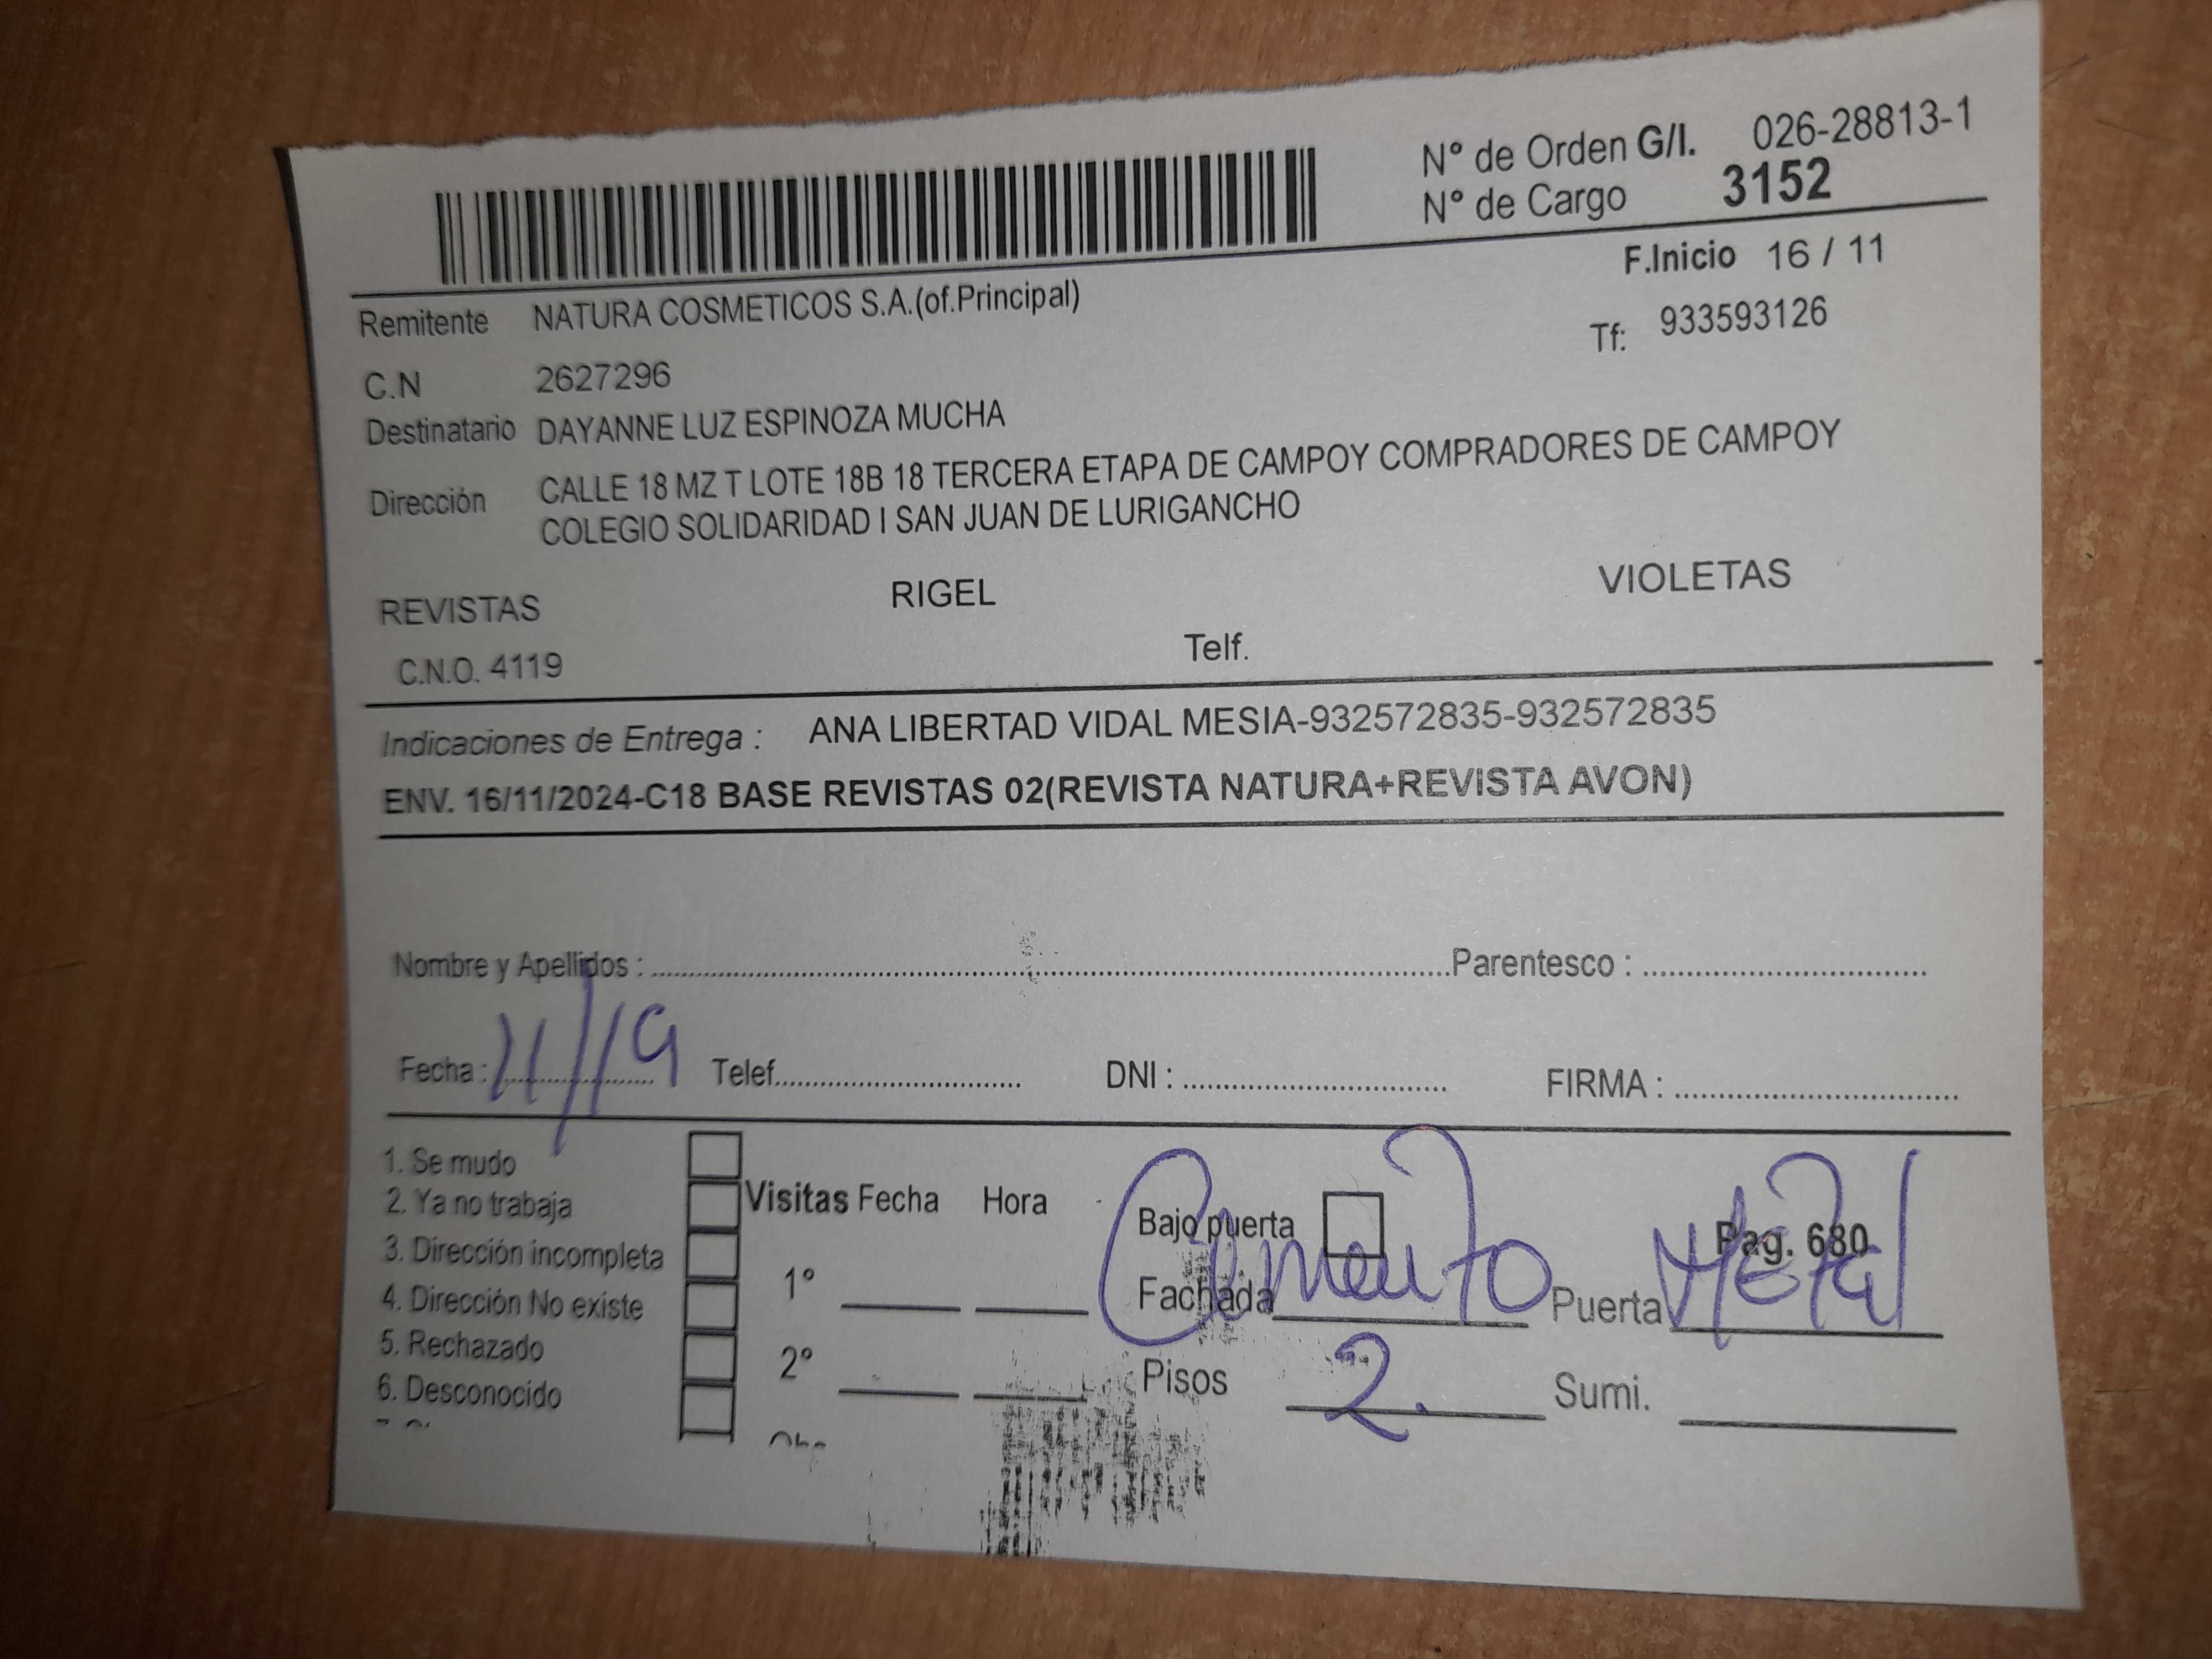 N° de Orden G/I. 026-28813-1
N° de Cargo 3152
F.Inicio 16 / 11
Remitente NATURA COSMETICOS S.A.(of.Principal)
Tf: 933593126
C.N 2627296
Destinatario DAYANNE LUZ ESPINOZA MUCHA
Dirección CALLE 18 MZ T LOTE 18B 18 TERCERA ETAPA DE CAMPOY COMPRADORES DE CAMPOY
COLEGIO SOLIDARIDAD I SAN JUAN DE LURIGANCHO
REVISTAS RIGEL VIOLETAS
C.N.O. 4119 Telf.
Indicaciones de Entrega : ANA LIBERTAD VIDAL MESIA-932572835-932572835
ENV. 16/11/2024-C18 BASE REVISTAS 02(REVISTA NATURA+REVISTA AVON)
Nombre y Apellidos : Parentesco :
Fecha : 11/19 Telef. DNI : FIRMA :
1. Se mudo
2. Ya no trabaja
3. Dirección incompleta
4. Dirección No existe
5. Rechazado
6. Desconocido
Visitas Fecha Hora
1°
2°
Bajo puerta Pag. 680
Fachada Cemento Puerta Metal
Pisos 2. Sumi.